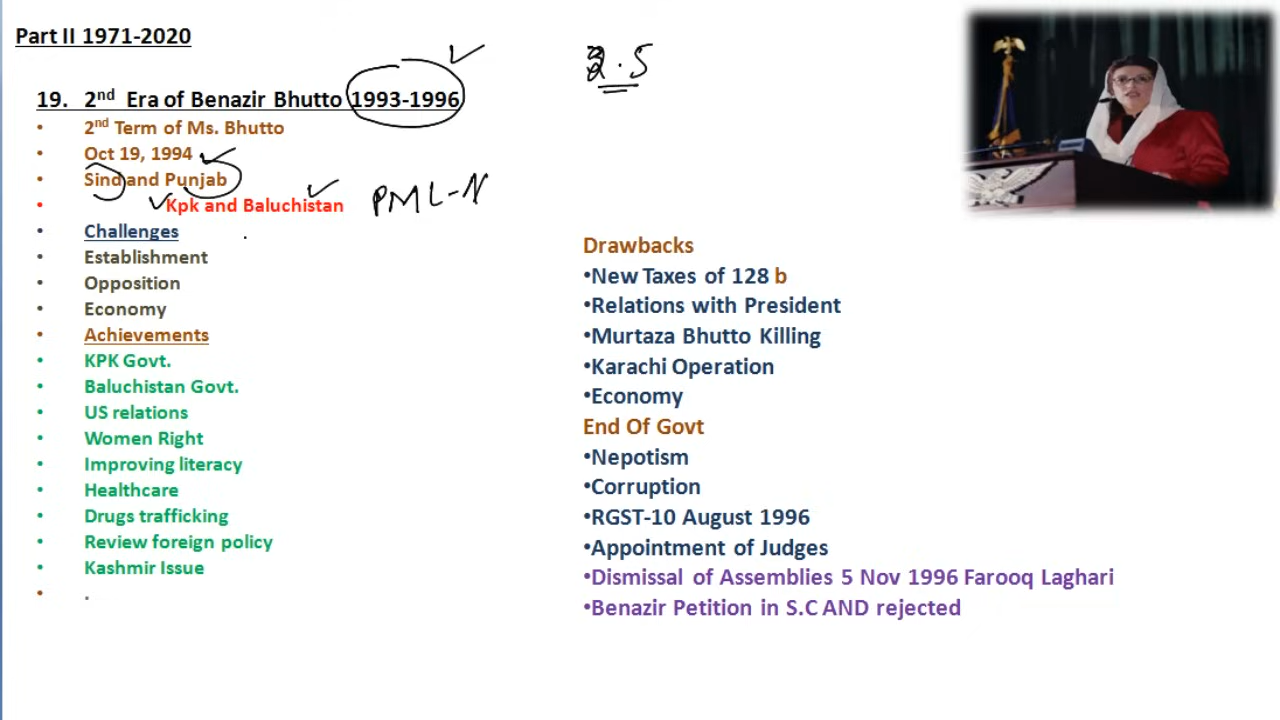 Part II 1971-2020
2.5
19. 2nd Era of Benazir Bhutto 1993-1996
• 2nd Term of Ms. Bhutto
• Oct 19, 1994
• Sind and Punjab
• Kpk and Baluchistan PML-N
• Challenges
• Establishment
• Opposition
• Economy
• Achievements
• KPK Govt.
• Baluchistan Govt.
• US relations
• Women Right
• Improving literacy
• Healthcare
• Drugs trafficking
• Review foreign policy
• Kashmir Issue
• .
Drawbacks
•New Taxes of 128 b
•Relations with President
•Murtaza Bhutto Killing
•Karachi Operation
•Economy
End Of Govt
•Nepotism
•Corruption
•RGST-10 August 1996
•Appointment of Judges
•Dismissal of Assemblies 5 Nov 1996 Farooq Laghari
•Benazir Petition in S.C AND rejected